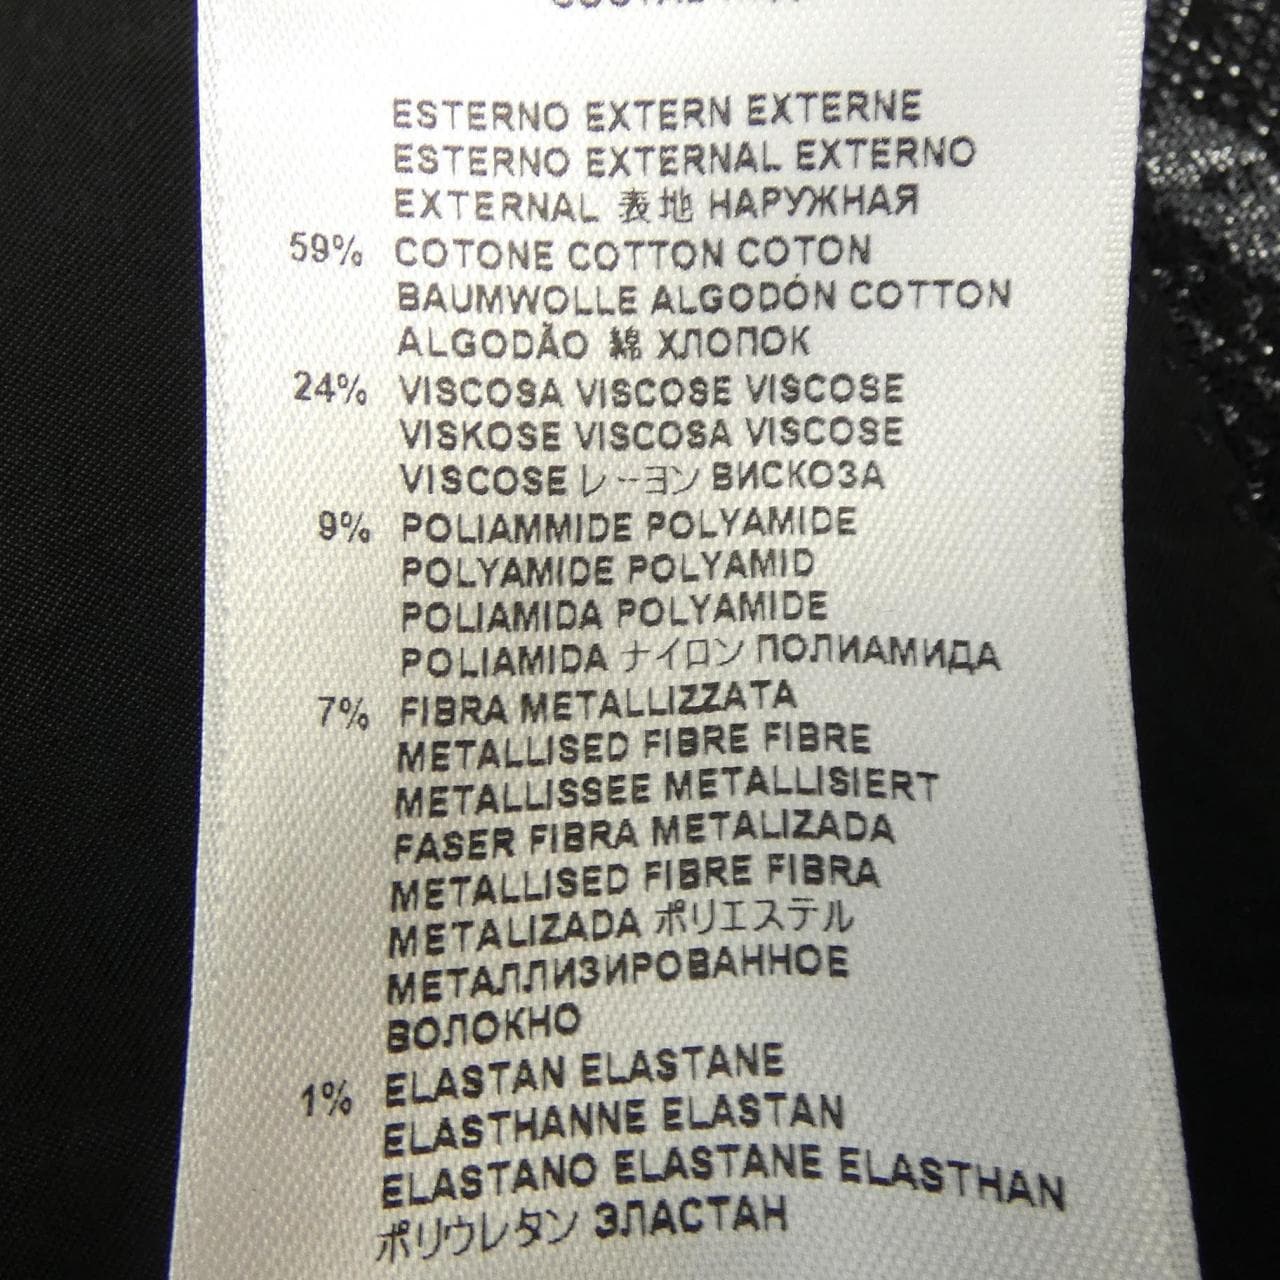 ESTERNO EXTERN EXTERNE
ESTERNO EXTERNAL EXTERNO
EXTERNAL 表地 НАРУЖНАЯ
59% COTONE COTTON COTON
BAUMWOLLE ALGODÓN COTTON
ALGODÃO 綿 ХЛОПОК
24% VISCOSA VISCOSE VISCOSE
VISKOSE VISCOSA VISCOSE
VISCOSE レーヨン ВИСКОЗА
9% POLIAMMIDE POLYAMIDE
POLYAMIDE POLYAMID
POLIAMIDA POLYAMIDE
POLIAMIDA ナイロン ПОЛИАМИДА
7% FIBRA METALLIZZATA
METALLISED FIBRE FIBRE
METALLISSEE METALLISIERT
FASER FIBRA METALIZADA
METALLISED FIBRE FIBRA
METALIZADA ポリエステル
МЕТАЛЛИЗИРОВАННОЕ
ВОЛОКНО
1% ELASTAN ELASTANE
ELASTHANNE ELASTAN
ELASTANO ELASTANE ELASTHAN
ポリウレタン ЭЛАСТАН